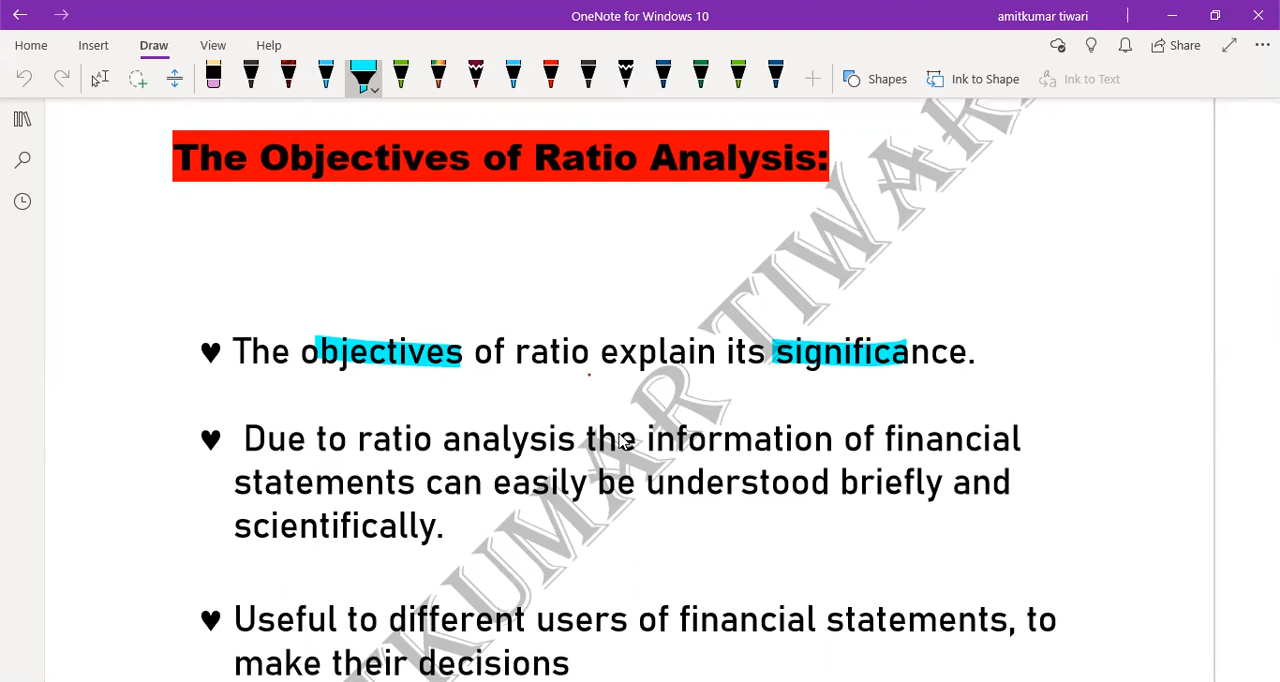 OneNote for Windows 10
amitkumar tiwari
Home Insert Draw View Help
Share
Shapes
Ink to Shape
Ink to Text
The Objectives of Ratio Analysis:
♥ The objectives of ratio explain its significance.
♥ Due to ratio analysis the information of financial
statements can easily be understood briefly and
scientifically.
♥ Useful to different users of financial statements, to
make their decisions
KUMAR TIWARI